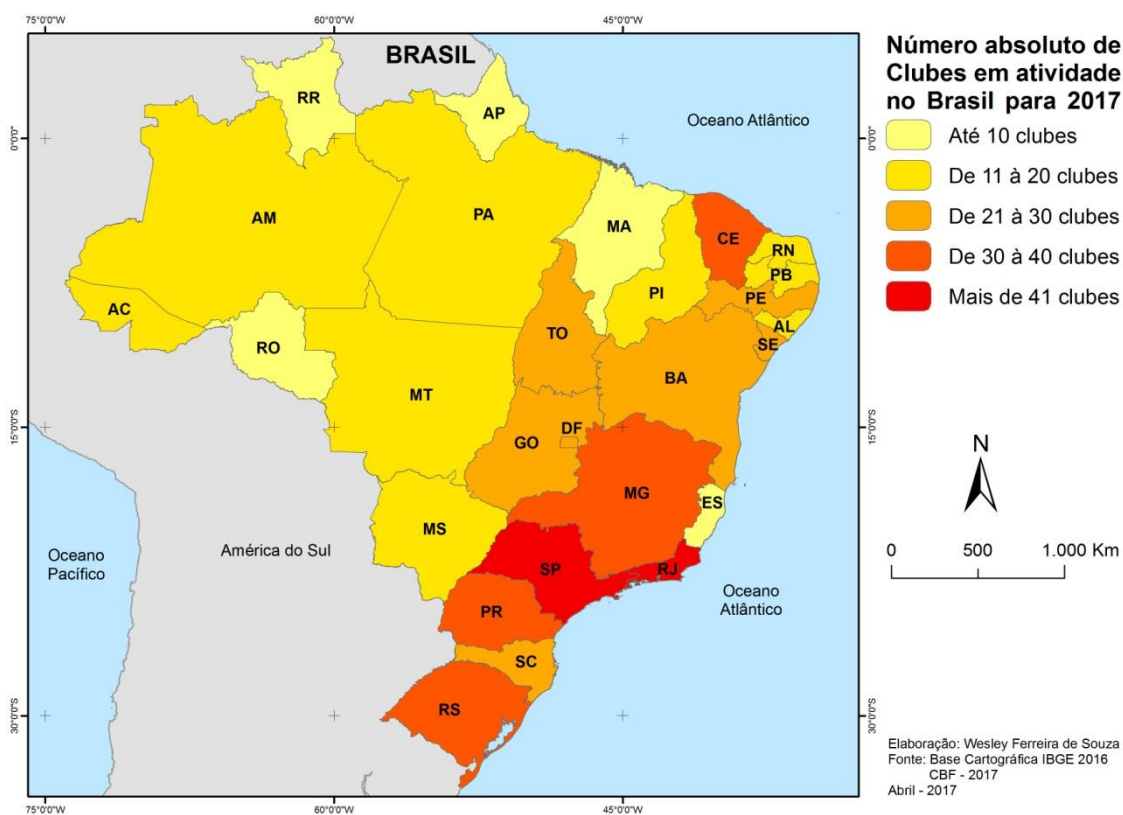 75°0'0"W
60°0'0"W
45°0'0"W
BRASIL
RR
AP
Oceano Atlântico
0°0'0"
0°0'0"
AM
PA
MA
CE
RN
PB
PI
PE
AC
AL
TO
SE
RO
BA
MT
15°0'0"S
15°0'0"S
GO
DF
MG
ES
MS
América do Sul
Oceano
Pacífico
SP
RJ
Oceano
Atlântico
PR
SC
RS
30°0'0"S
30°0'0"S
75°0'0"W
60°0'0"W
45°0'0"W
Número absoluto de
Clubes em atividade
no Brasil para 2017
Até 10 clubes
De 11 à 20 clubes
De 21 à 30 clubes
De 30 à 40 clubes
Mais de 41 clubes
N
0 500 1.000 Km
Elaboração: Wesley Ferreira de Souza
Fonte: Base Cartográfica IBGE 2016
CBF - 2017
Abril - 2017